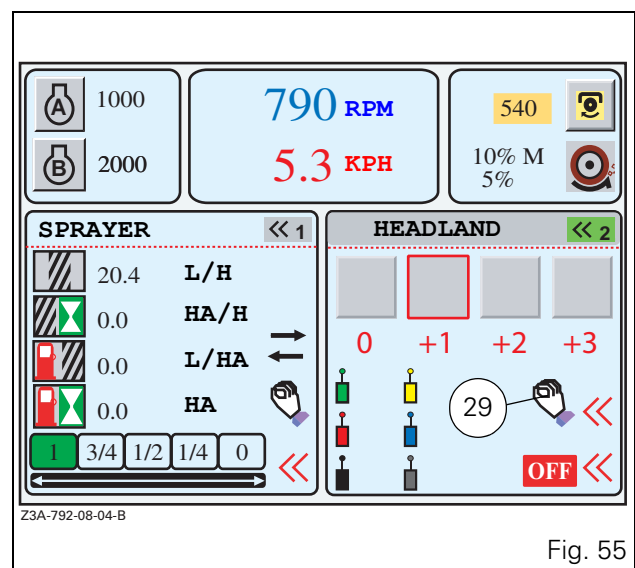 A 1000
B 2000
790 RPM
5.3 KPH
540
10% M
5%
SPRAYER << 1
20.4 L/H
0.0 HA/H
0.0 L/HA
0.0 HA
1 3/4 1/2 1/4 0
HEADLAND << 2
0 +1 +2 +3
29
OFF
Z3A-792-08-04-B
Fig. 55